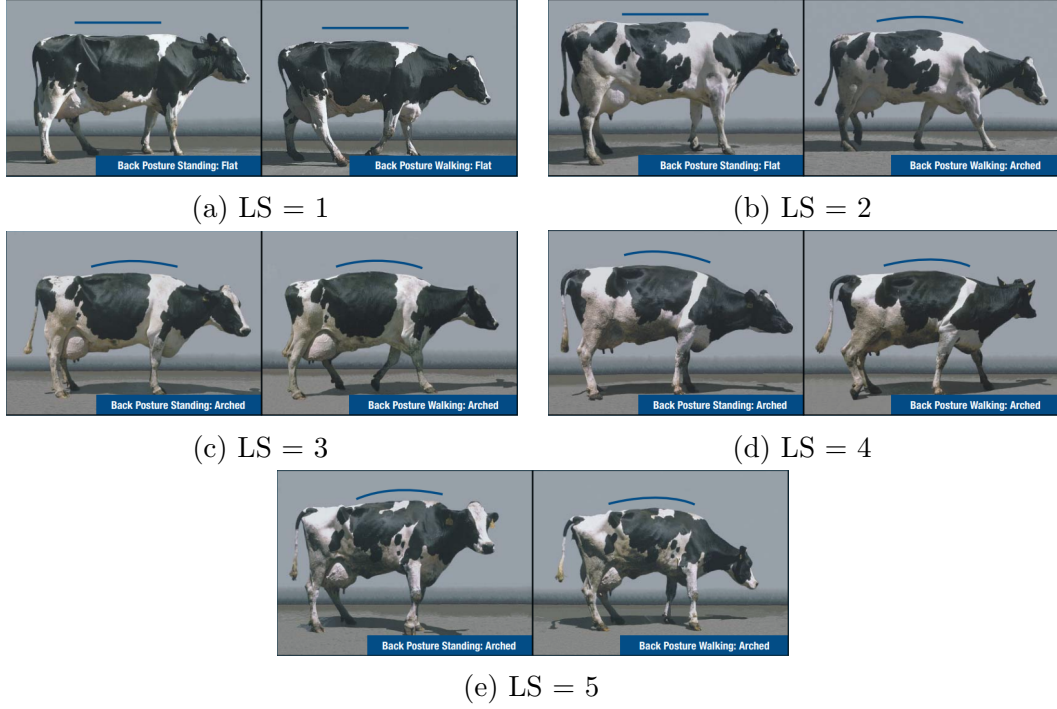 Back Posture Standing: Flat
Back Posture Walking: Flat
Back Posture Standing: Flat
Back Posture Walking: Arched
(a) LS = 1
(b) LS = 2
Back Posture Standing: Arched
Back Posture Walking: Arched
Back Posture Standing: Arched
Back Posture Walking: Arched
(c) LS = 3
(d) LS = 4
Back Posture Standing: Arched
Back Posture Walking: Arched
(e) LS = 5